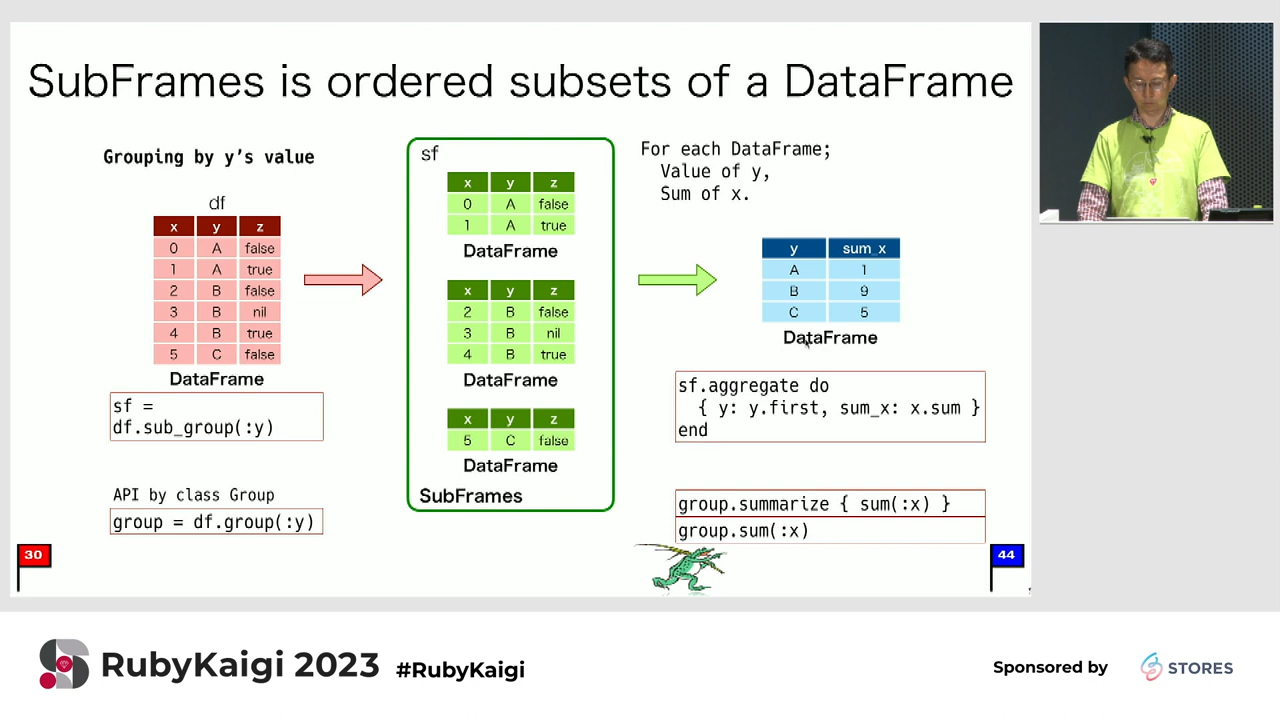 SubFrames is ordered subsets of a DataFrame
Grouping by y's value
df
x y z
0 A false
1 A true
2 B false
3 B nil
4 B true
5 C false
DataFrame
sf =
df.sub_group(:y)
API by class Group
group = df.group(:y)
sf
x y z
0 A false
1 A true
DataFrame
x y z
2 B false
3 B nil
4 B true
DataFrame
x y z
5 C false
DataFrame
SubFrames
For each DataFrame;
Value of y,
Sum of x.
y sum_x
A 1
B 9
C 5
DataFrame
sf.aggregate do
{ y: y.first, sum_x: x.sum }
end
group.summarize { sum(:x) }
group.sum(:x)
30
44
RubyKaigi 2023 #RubyKaigi
Sponsored by STORES